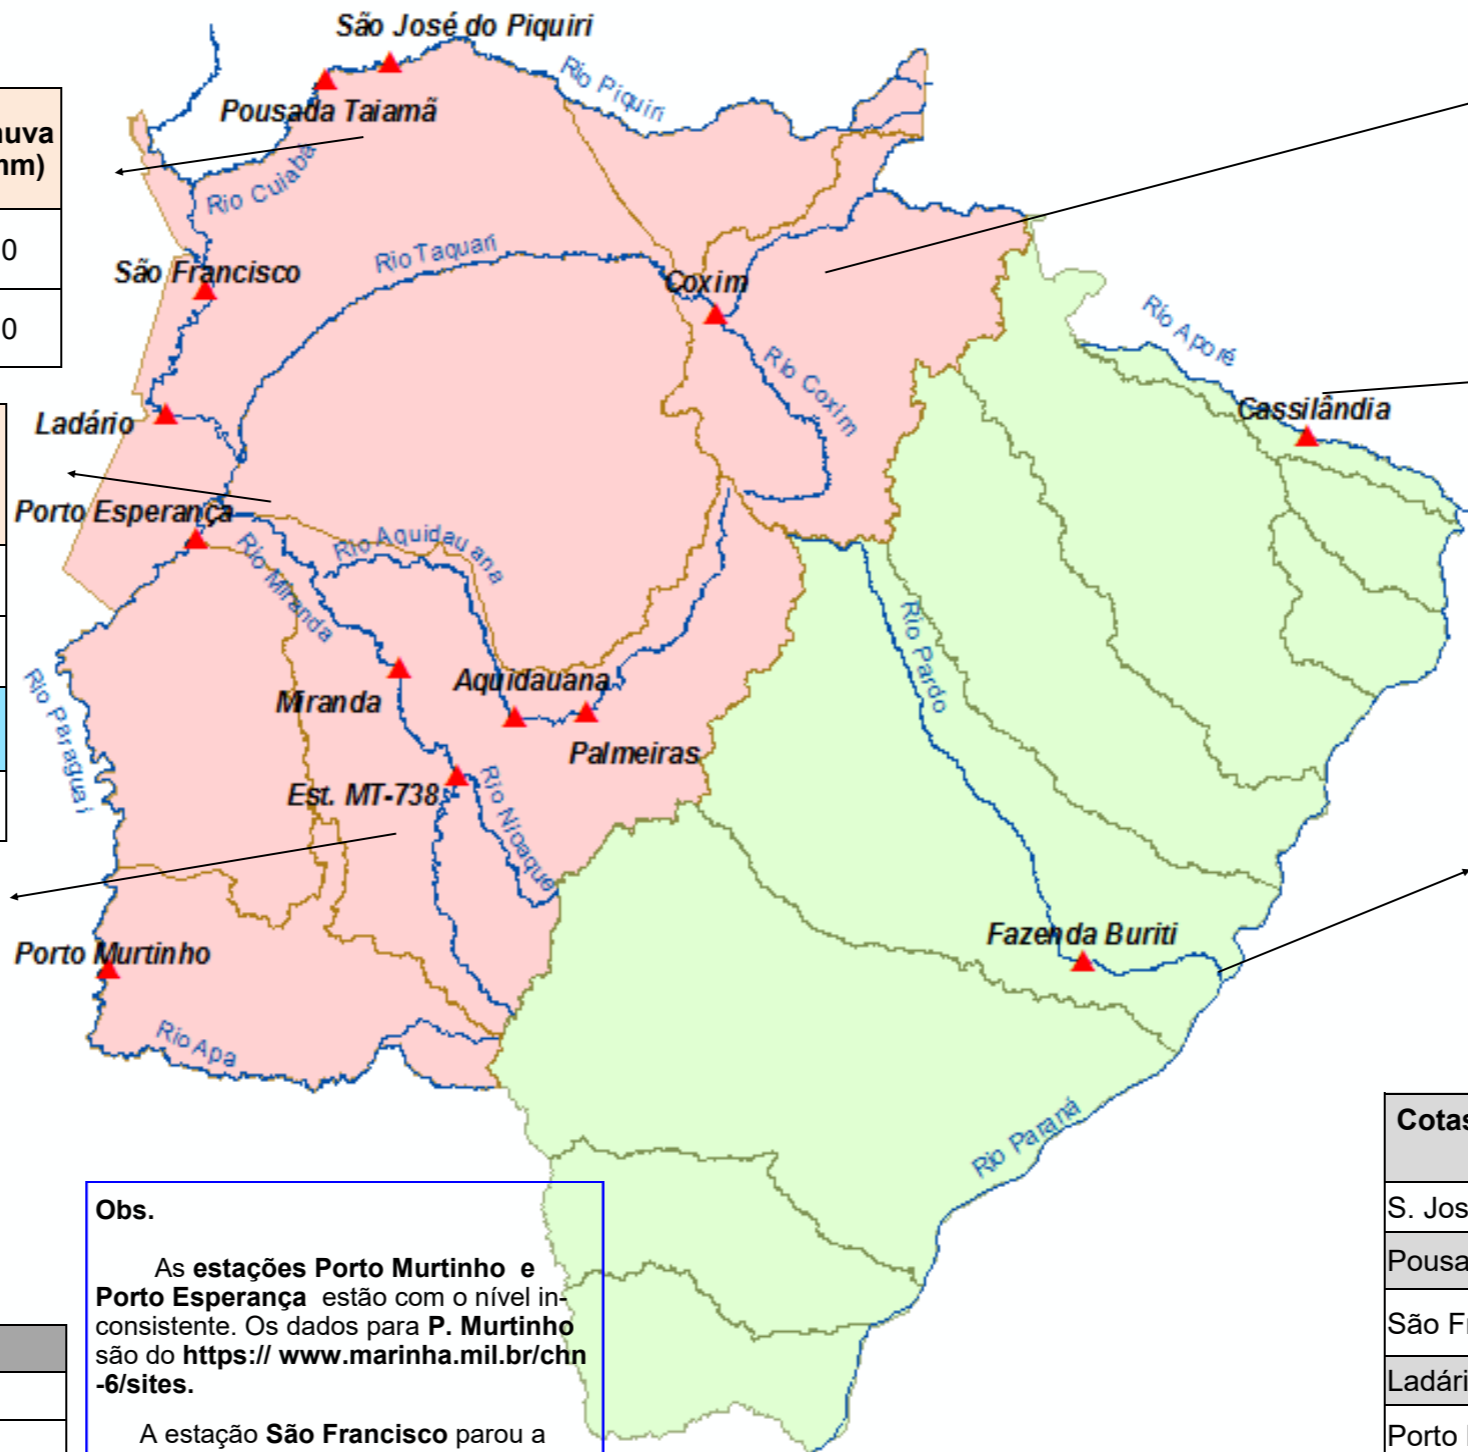 São José do Piquiri
Rio Piquiri
Pousada Taiamã
mm)
Rio Cuiabá
0
Rio Taquari
São Francisco
Coxim
0
Rio Aporé
Rio Coxim
Cassilândia
Ladário
Porto Esperança
Rio Aquidauana
Rio Miranda
Rio Pardo
Aquidauana
Miranda
Rio Paraguai
Palmeiras
Est. MT-738
Rio Nioaque
Fazenda Buriti
Porto Murtinho
Rio Apa
Rio Paraná
Cotas
S. Jos
Pousa
São Fr
Ladári
Porto
Obs.
As estações Porto Murtinho e
Porto Esperança estão com o nível in-
consistente. Os dados para P. Murtinho
são do https:// www.marinha.mil.br/chn
-6/sites.
A estação São Francisco parou a